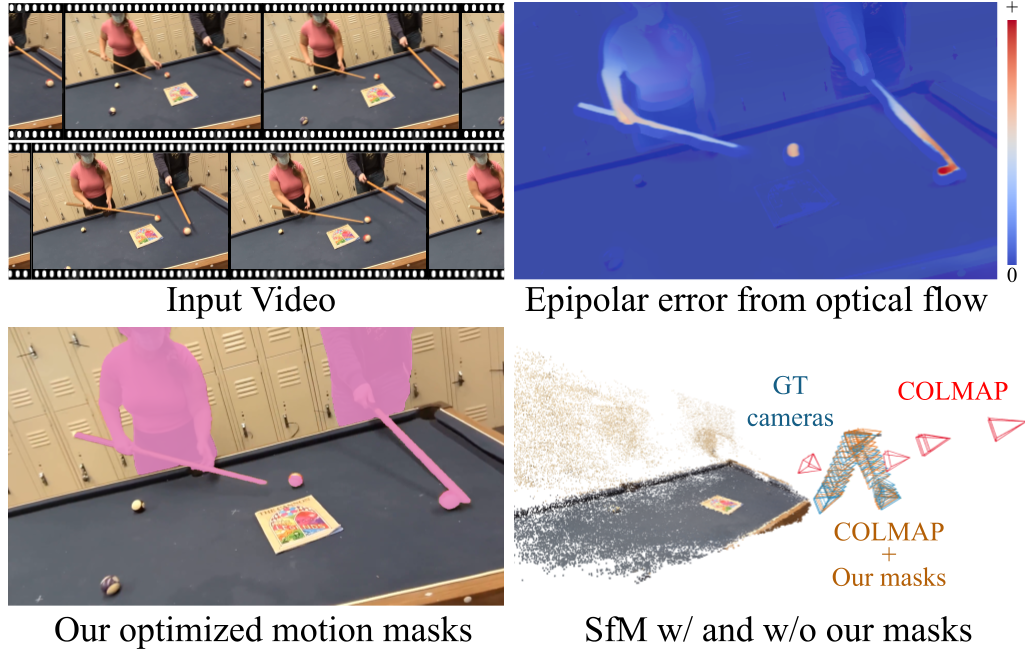 +
0
Input Video
Epipolar error from optical flow
GT
cameras
COLMAP
COLMAP
+
Our masks
Our optimized motion masks
SfM w/ and w/o our masks